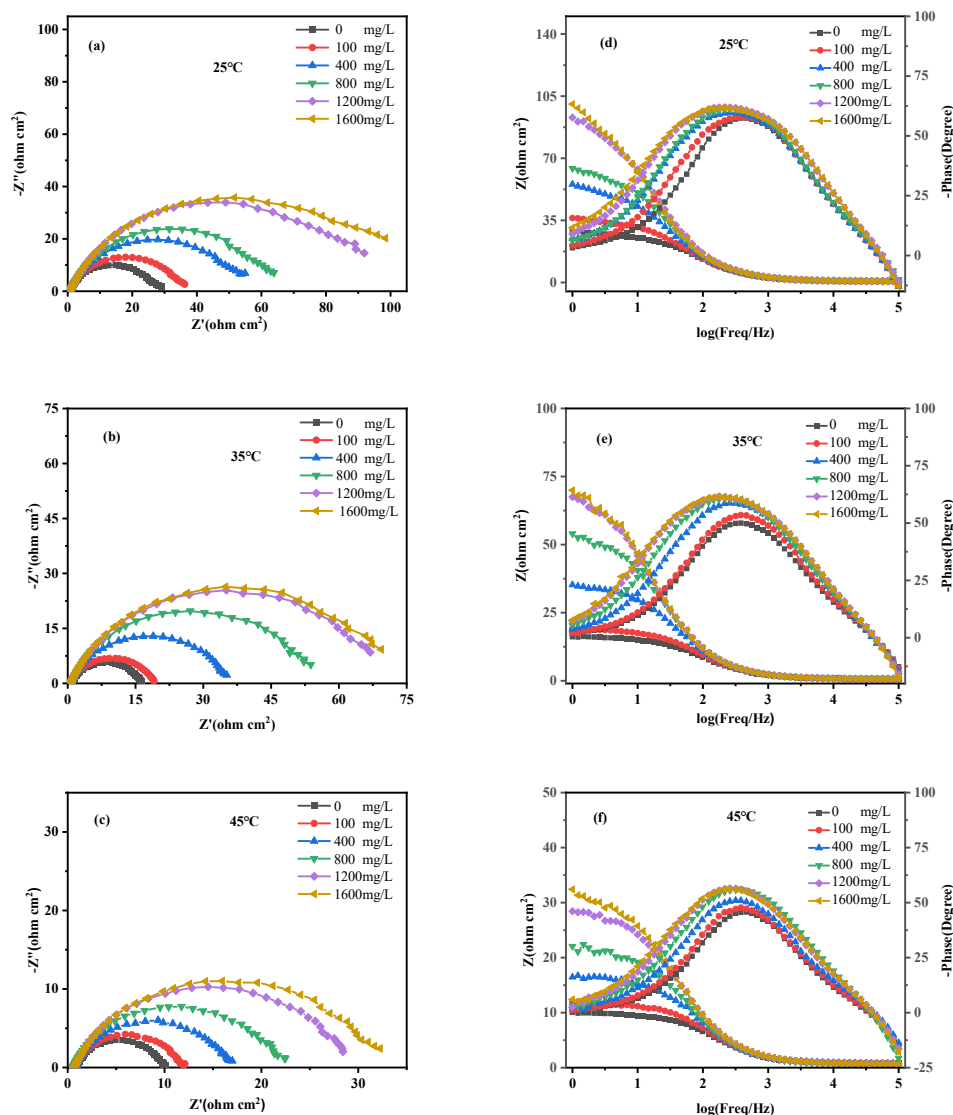 (a)
25℃
0 mg/L
100 mg/L
400 mg/L
800 mg/L
1200mg/L
1600mg/L
-Z''(ohm cm²)
100
80
60
40
20
0
0 20 40 60 80 100
Z'(ohm cm²)
(d)
25℃
0 mg/L
100 mg/L
400 mg/L
800 mg/L
1200mg/L
1600mg/L
Z(ohm cm²)
140
105
70
35
0
-Phase(Degree)
100
75
50
25
0
0 1 2 3 4 5
log(Freq/Hz)
(b)
35℃
0 mg/L
100 mg/L
400 mg/L
800 mg/L
1200mg/L
1600mg/L
-Z''(ohm cm²)
75
60
45
30
15
0
0 15 30 45 60 75
Z'(ohm cm²)
(e)
35℃
0 mg/L
100 mg/L
400 mg/L
800 mg/L
1200mg/L
1600mg/L
Z(ohm cm²)
100
75
50
25
0
-Phase(Degree)
100
75
50
25
0
0 1 2 3 4 5
log(Freq/Hz)
(c)
45℃
0 mg/L
100 mg/L
400 mg/L
800 mg/L
1200mg/L
1600mg/L
-Z''(ohm cm²)
30
20
10
0
0 10 20 30
Z'(ohm cm²)
(f)
45℃
0 mg/L
100 mg/L
400 mg/L
800 mg/L
1200mg/L
1600mg/L
Z(ohm cm²)
50
40
30
20
10
0
-Phase(Degree)
100
75
50
25
0
-25
0 1 2 3 4 5
log(Freq/Hz)